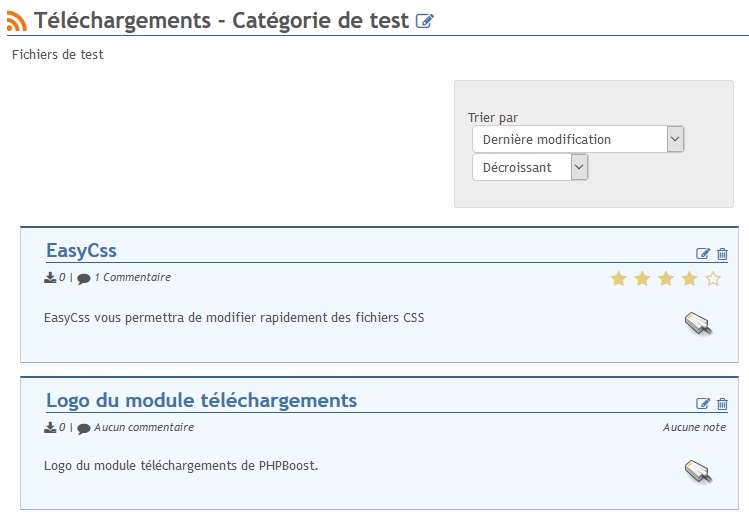 Téléchargements - Catégorie de test
Fichiers de test
Trier par
Dernière modification
Décroissant
EasyCss
0 | 1 Commentaire
EasyCss vous permettra de modifier rapidement des fichiers CSS
Logo du module téléchargements
0 | Aucun commentaire Aucune note
Logo du module téléchargements de PHPBoost.